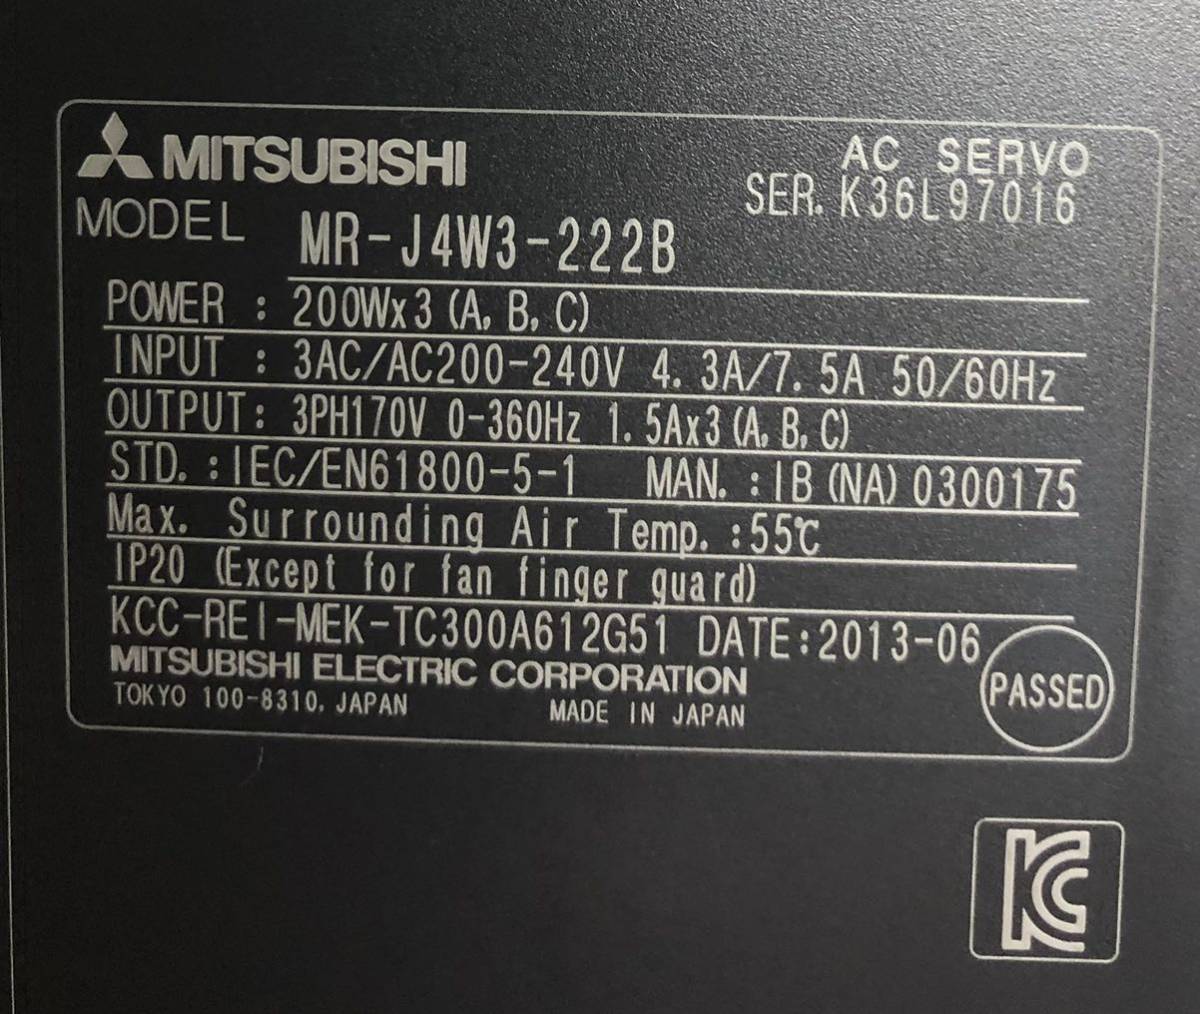 MITSUBISHI
AC SERVO
SER. K36L97016
MODEL MR-J4W3-222B
POWER : 200Wx3 (A, B, C)
INPUT : 3AC/AC200-240V 4. 3A/7. 5A 50/60Hz
OUTPUT: 3PH170V 0-360Hz 1. 5Ax3 (A, B, C)
STD. : IEC/EN61800-5-1 MAN. : IB (NA) 0300175
Max. Surrounding Air Temp. :55℃
IP20 (Except for fan finger guard)
KCC-REI-MEK-TC300A612G51 DATE:2013-06
MITSUBISHI ELECTRIC CORPORATION
TOKYO 100-8310, JAPAN MADE IN JAPAN
PASSED
KC